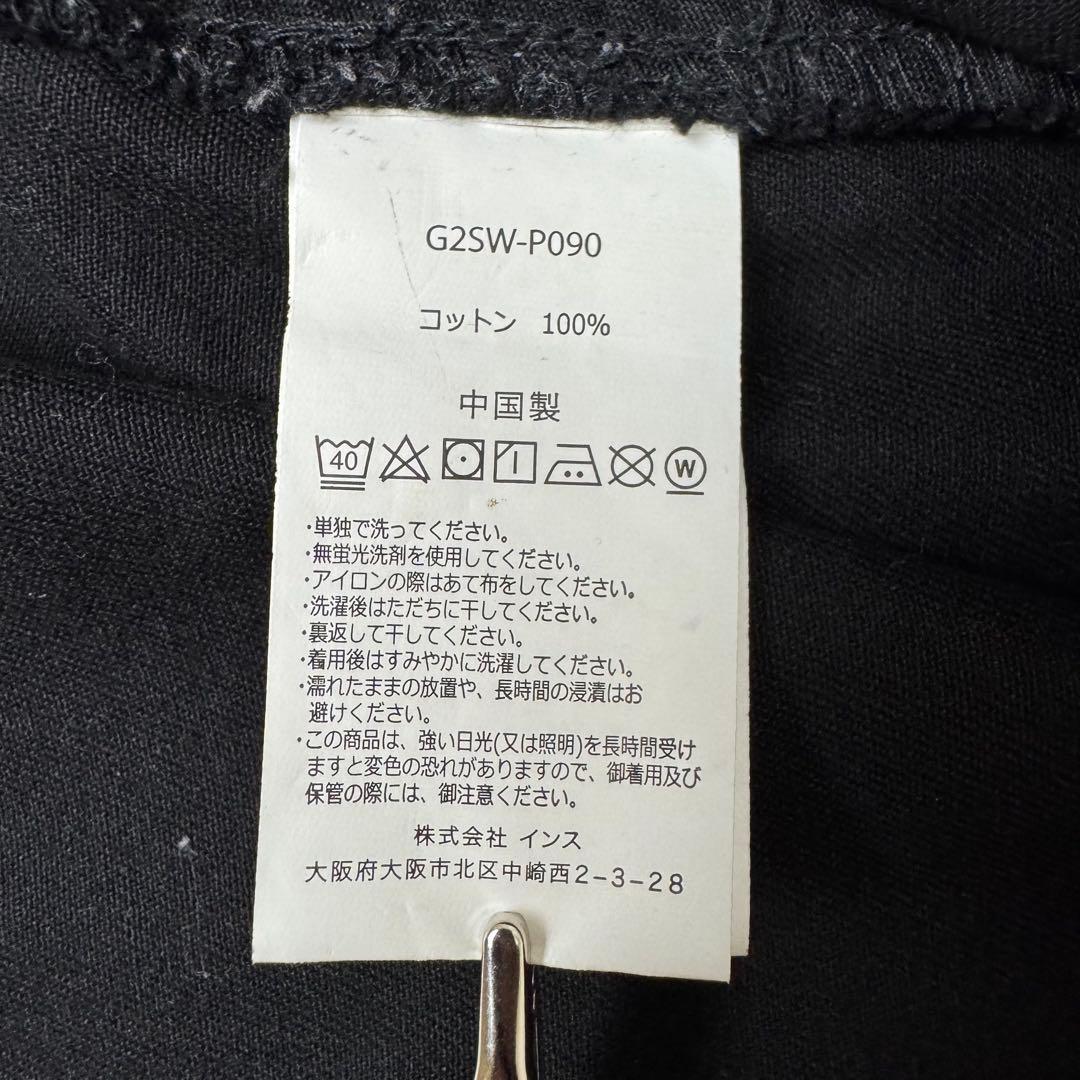 G2SW-P090
コットン 100%
中国製
40 W
・単独で洗ってください。
・無蛍光洗剤を使用してください。
・アイロンの際はあて布をしてください。
・洗濯後はただちに干してください。
・裏返して干してください。
・着用後はすみやかに洗濯してください。
・濡れたままの放置や、長時間の浸漬はお
避けください。
・この商品は、強い日光(又は照明)を長時間受け
ますと変色の恐れがありますので、御着用及び
保管の際には、御注意ください。
株式会社 インス
大阪府大阪市北区中崎西2-3-28